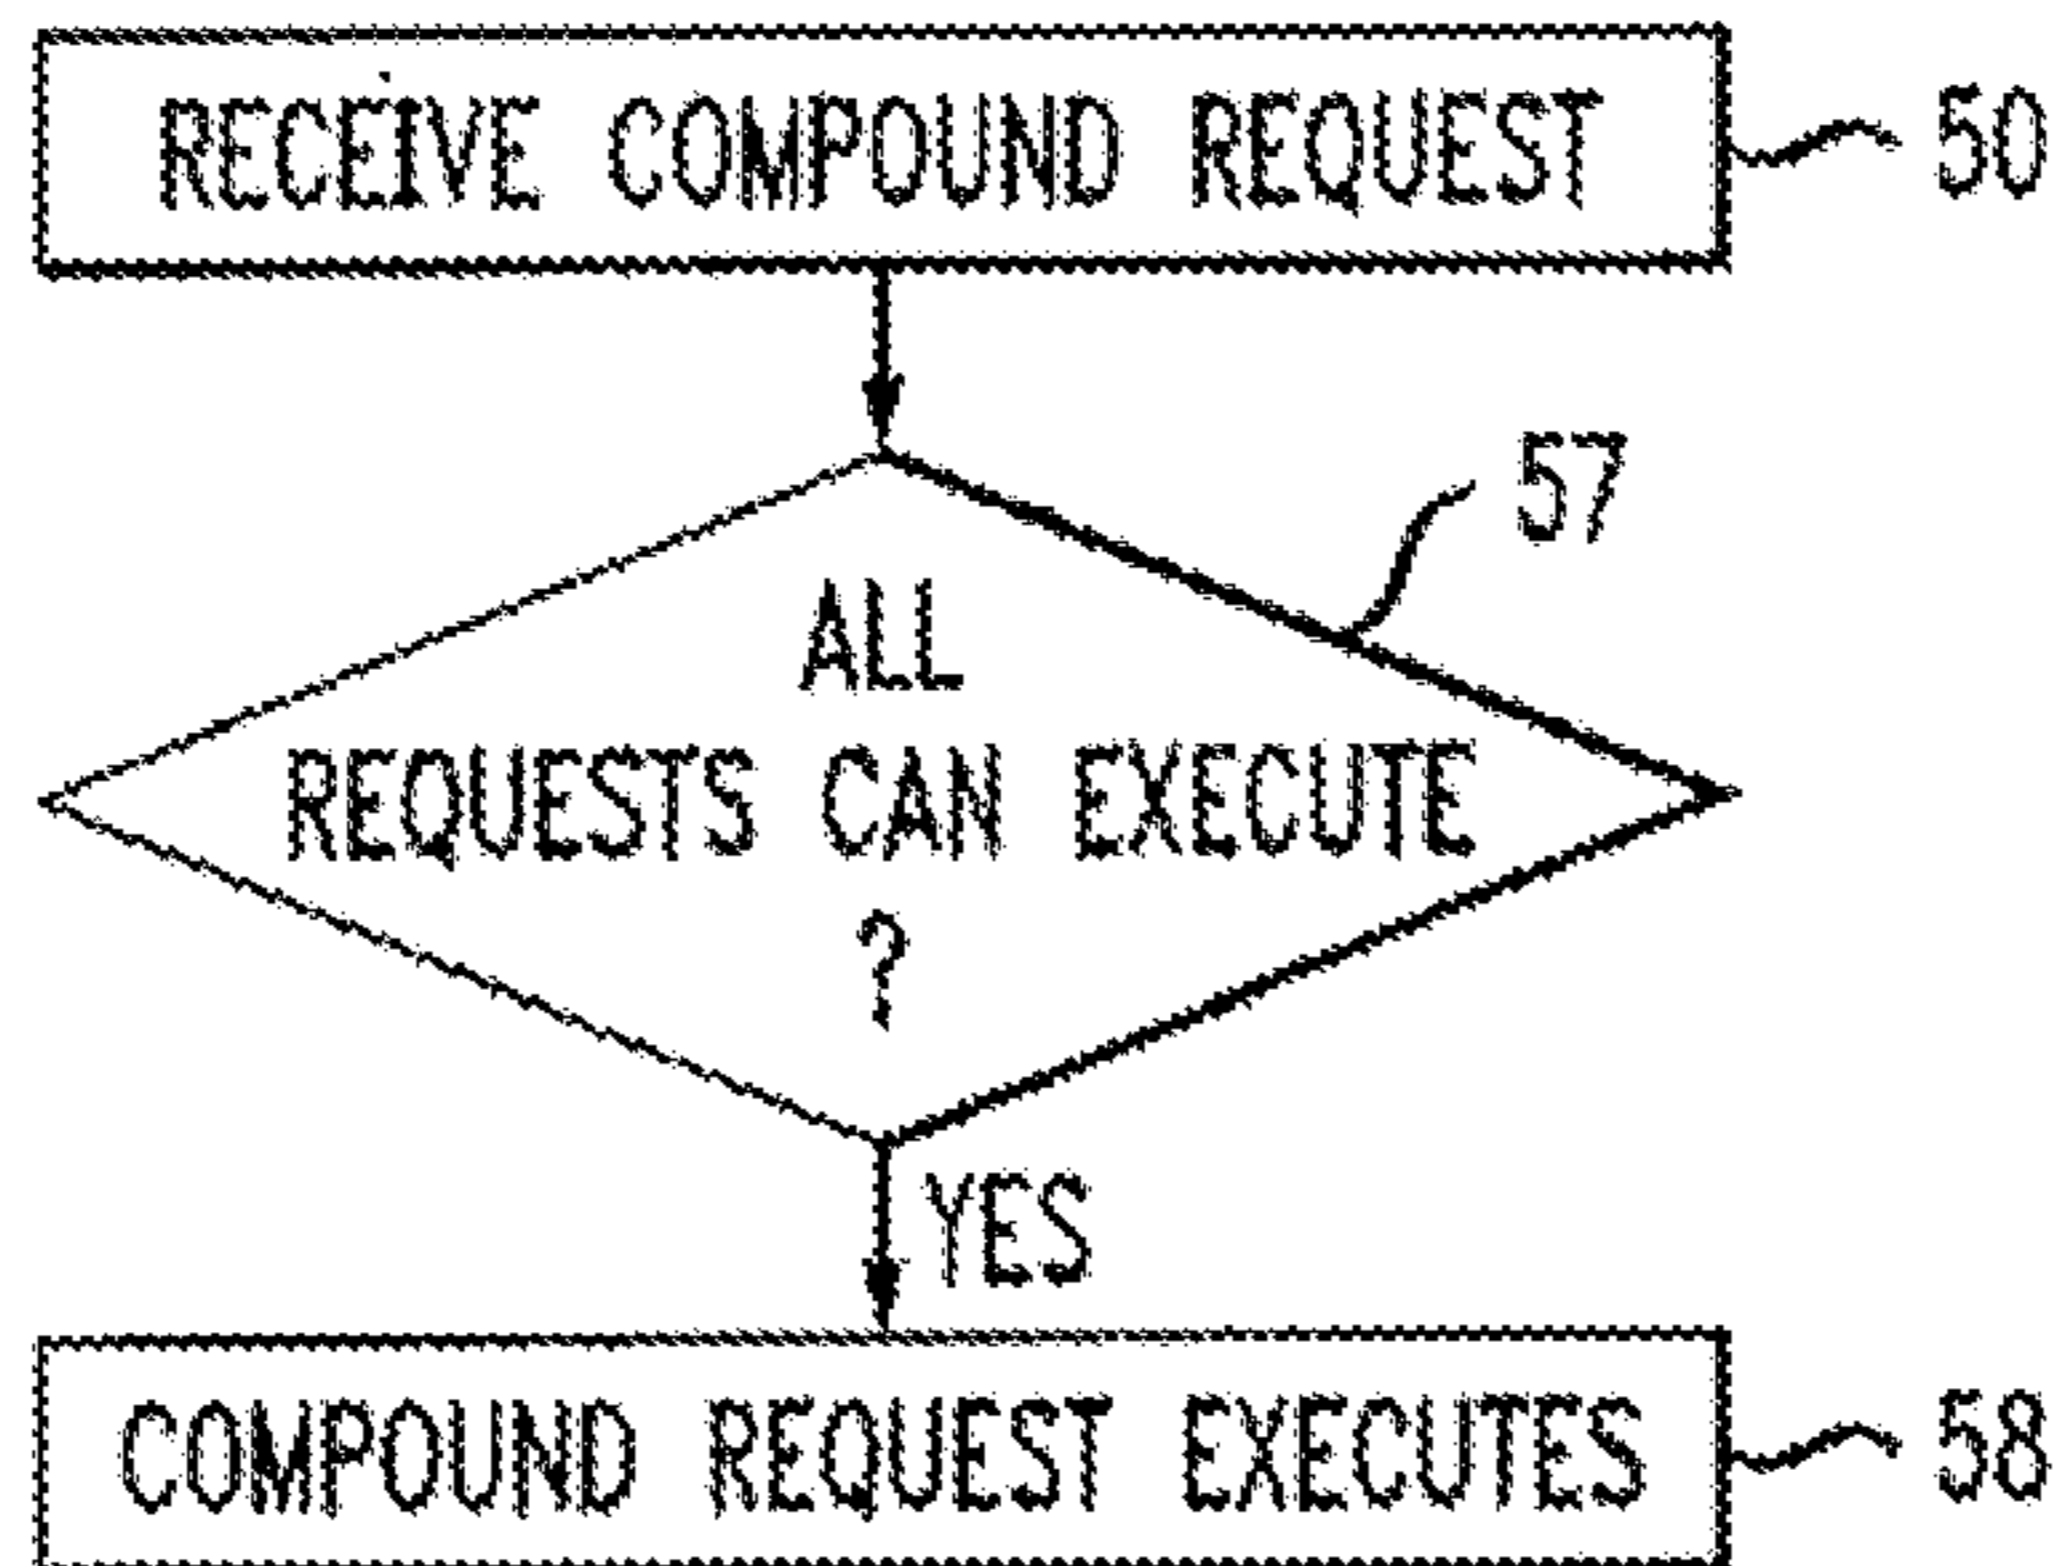 RECEIVE COMPOUND REQUEST
50
57
ALL
REQUESTS CAN EXECUTE
?
YES
COMPOUND REQUEST EXECUTES
58